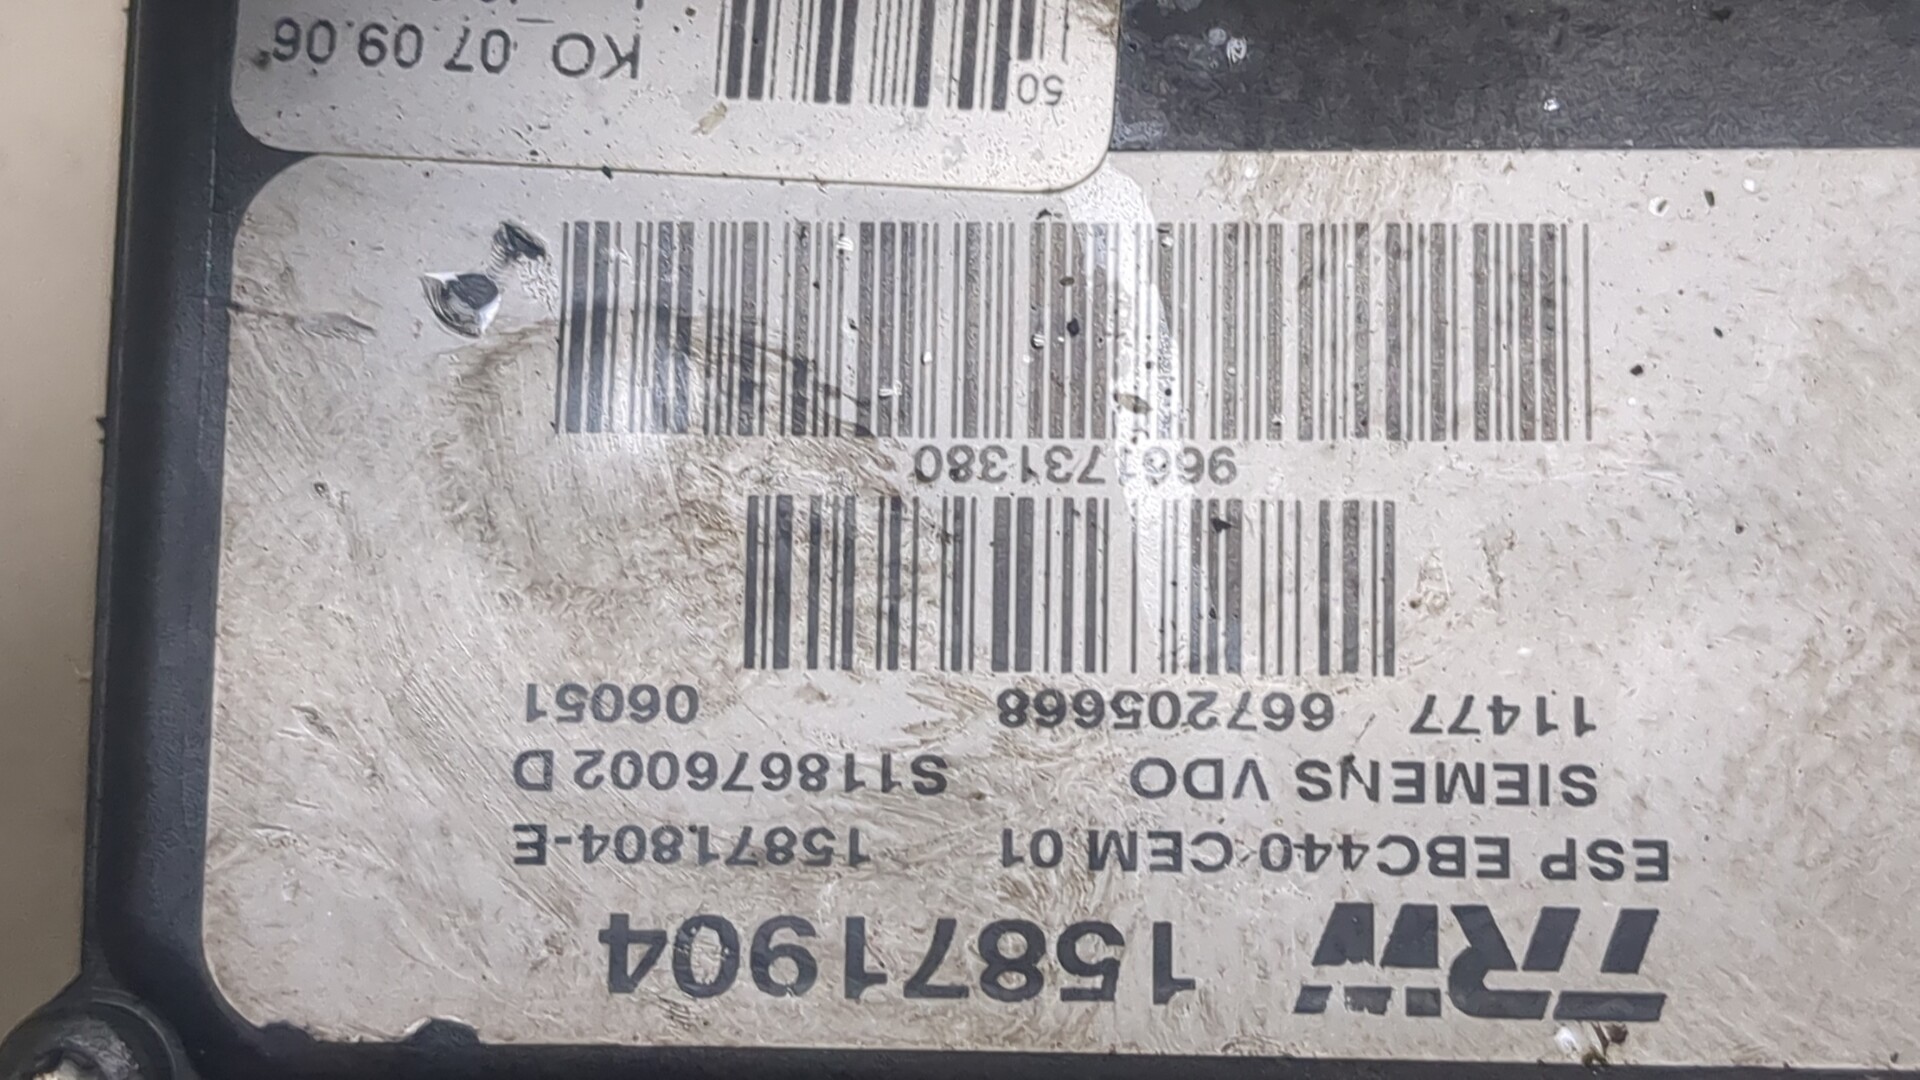 TRW 15871904
ESP EBC440 CEM 01 15871804-E
SIEMENS VDO S118676002 D
11477 667205668 06051
9661731380
50
KO 07 09 06